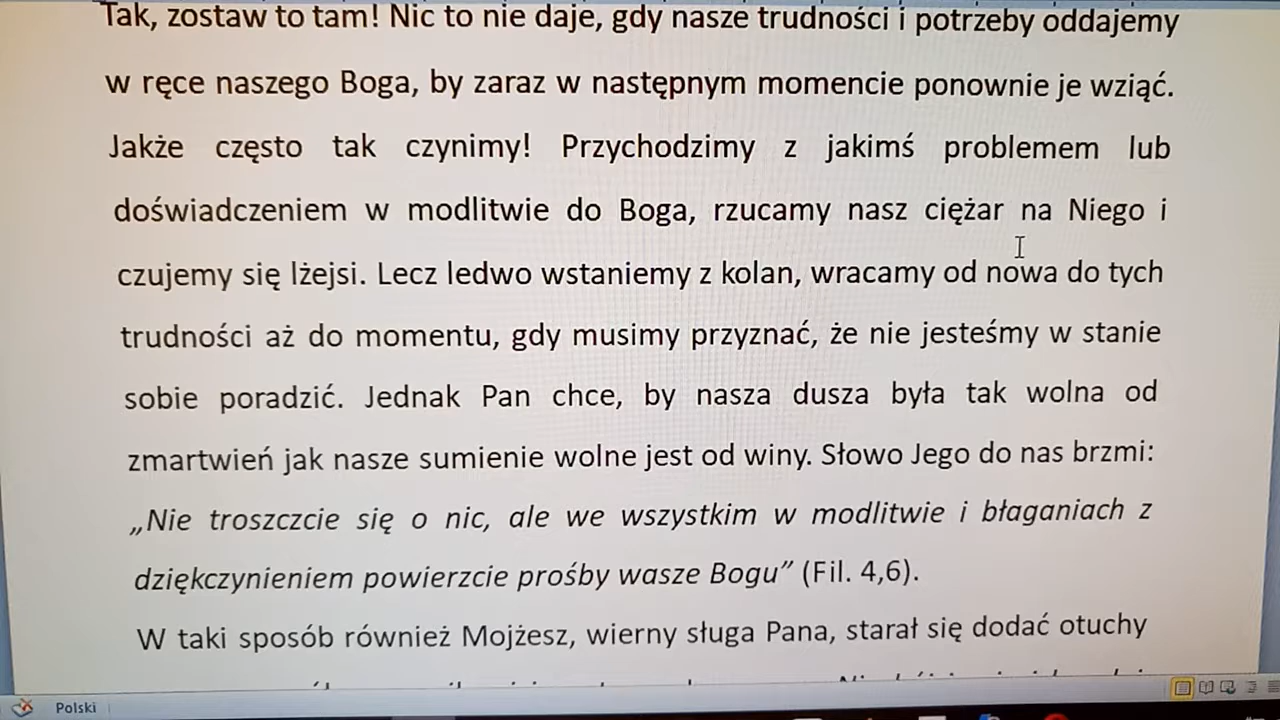 Tak, zostaw to tam! Nic to nie daje, gdy nasze trudności i potrzeby oddajemy
w ręce naszego Boga, by zaraz w następnym momencie ponownie je wziąć.
Jakże często tak czynimy! Przychodzimy z jakimś problemem lub
doświadczeniem w modlitwie do Boga, rzucamy nasz ciężar na Niego i
czujemy się lżejsi. Lecz ledwo wstaniemy z kolan, wracamy od nowa do tych
trudności aż do momentu, gdy musimy przyznać, że nie jesteśmy w stanie
sobie poradzić. Jednak Pan chce, by nasza dusza była tak wolna od
zmartwień jak nasze sumienie wolne jest od winy. Słowo Jego do nas brzmi:
„Nie troszczcie się o nic, ale we wszystkim w modlitwie i błaganiach z
dziękczynieniem powierzcie prośby wasze Bogu” (Fil. 4,6).
W taki sposób również Mojżesz, wierny sługa Pana, starał się dodać otuchy
Polski